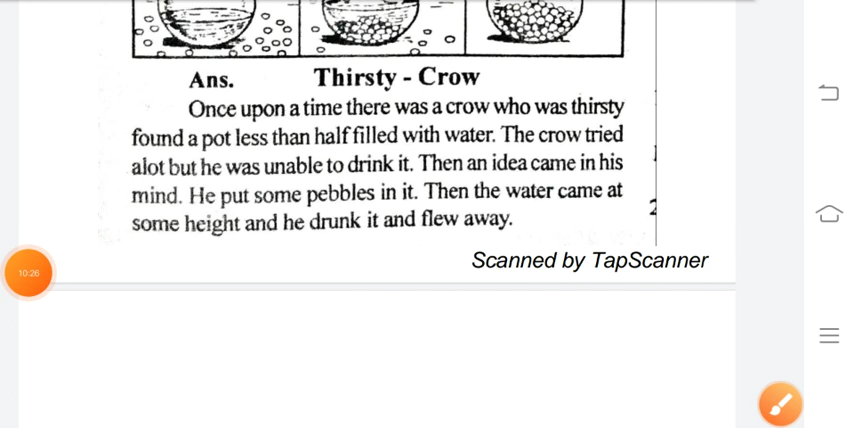 Ans. Thirsty - Crow
Once upon a time there was a crow who was thirsty
found a pot less than half filled with water. The crow tried
alot but he was unable to drink it. Then an idea came in his
mind. He put some pebbles in it. Then the water came at
some height and he drunk it and flew away.
2
Scanned by TapScanner
10:26